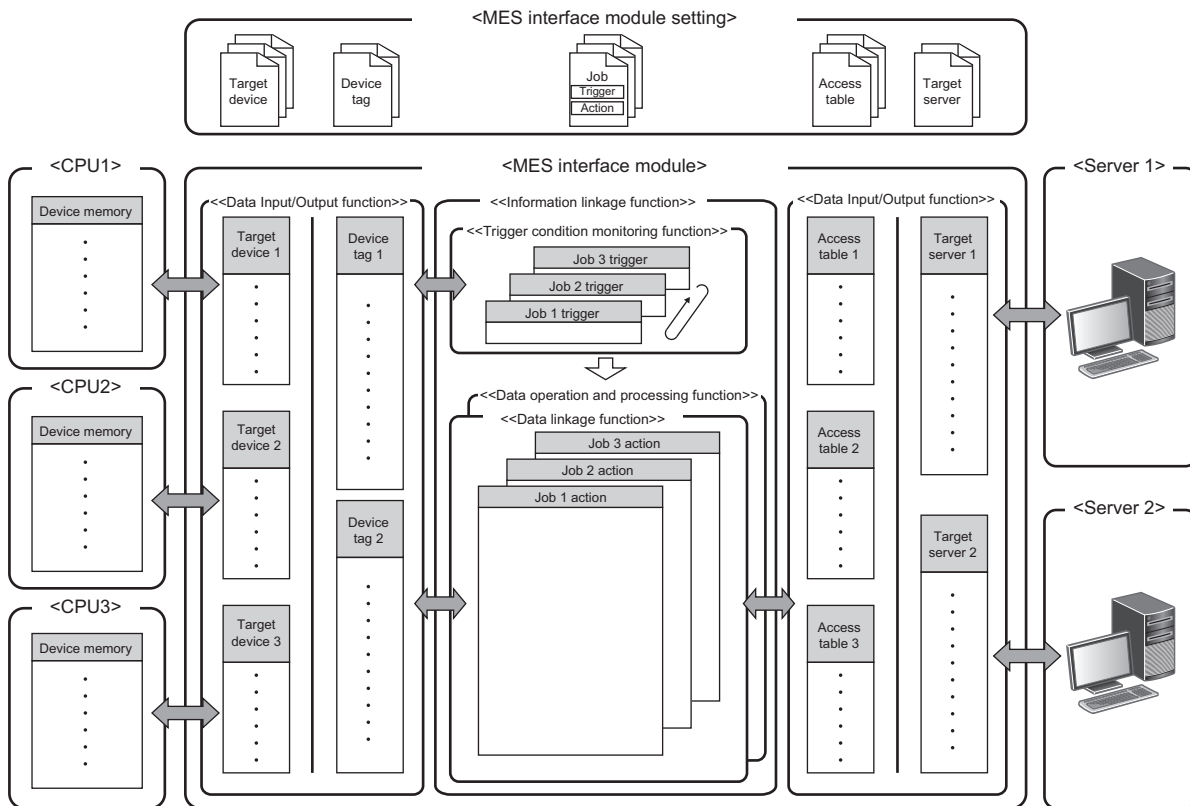 <MES interface module setting>
Target
device
Device
tag
Job
Trigger
Action
Access
table
Target
server
<CPU1>
Device memory
<CPU2>
Device memory
<CPU3>
Device memory
<MES interface module>
<<Data Input/Output function>>
Target
device 1
Target
device 2
Target
device 3
Device
tag 1
Device
tag 2
<<Information linkage function>>
<<Trigger condition monitoring function>>
Job 3 trigger
Job 2 trigger
Job 1 trigger
<<Data operation and processing function>>
<<Data linkage function>>
Job 3 action
Job 2 action
Job 1 action
<<Data Input/Output function>>
Access
table 1
Access
table 2
Access
table 3
Target
server 1
Target
server 2
<Server 1>
<Server 2>